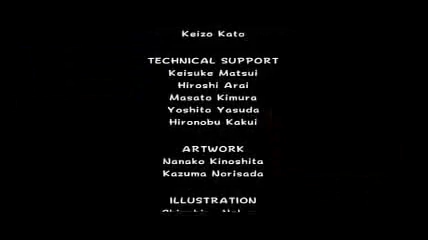 Keizo Kato
TECHNICAL SUPPORT
Keisuke Matsui
Hiroshi Arai
Masato Kimura
Yoshito Yasuda
Hironobu Kakui
ARTWORK
Nanako Kinoshita
Kazuma Norisada
ILLUSTRATION